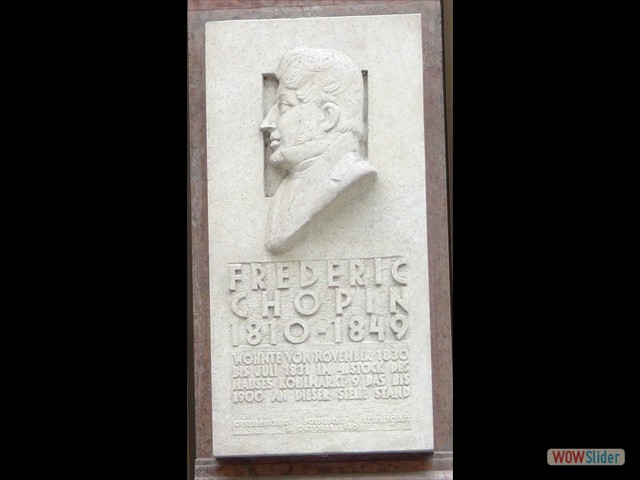 FREDERIC
CHOPIN
1810-1849
WOHNTE VON NOVEMBER 1830
BIS JULI 1831 IM 4. STOCK DES
HAUSES KOHLMARKT 9 DAS BIS
1900 AN DIESER STELLE STAND
WOWSlider